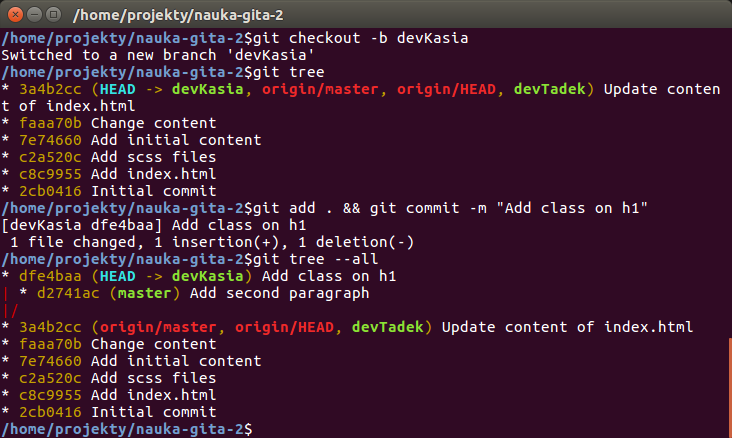 /home/projekty/nauka-gita-2
/home/projekty/nauka-gita-2$git checkout -b devKasia
Switched to a new branch 'devKasia'
/home/projekty/nauka-gita-2$git tree
* 3a4b2cc (HEAD -> devKasia, origin/master, origin/HEAD, devTadek) Update conten
t of index.html
* faaa70b Change content
* 7e74660 Add initial content
* c2a520c Add scss files
* c8c9955 Add index.html
* 2cb0416 Initial commit
/home/projekty/nauka-gita-2$git add . && git commit -m "Add class on h1"
[devKasia dfe4baa] Add class on h1
 1 file changed, 1 insertion(+), 1 deletion(-)
/home/projekty/nauka-gita-2$git tree --all
* dfe4baa (HEAD -> devKasia) Add class on h1
| * d2741ac (master) Add second paragraph
|/
* 3a4b2cc (origin/master, origin/HEAD, devTadek) Update content of index.html
* faaa70b Change content
* 7e74660 Add initial content
* c2a520c Add scss files
* c8c9955 Add index.html
* 2cb0416 Initial commit
/home/projekty/nauka-gita-2$